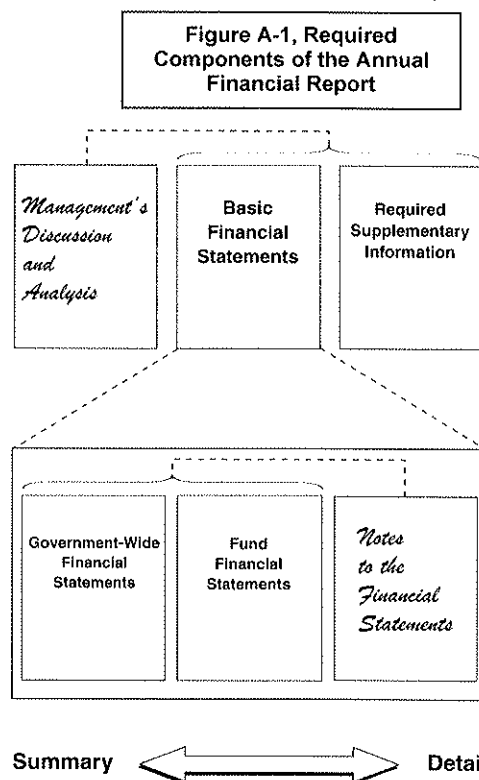 Figure A-1, Required
Components of the Annual
Financial Report
Management's
Discussion
and
Analysis
Basic
Financial
Statements
Required
Supplementary
Information
Government-Wide
Financial
Statements
Fund
Financial
Statements
Notes
to the
Financial
Statements
Summary
Detai